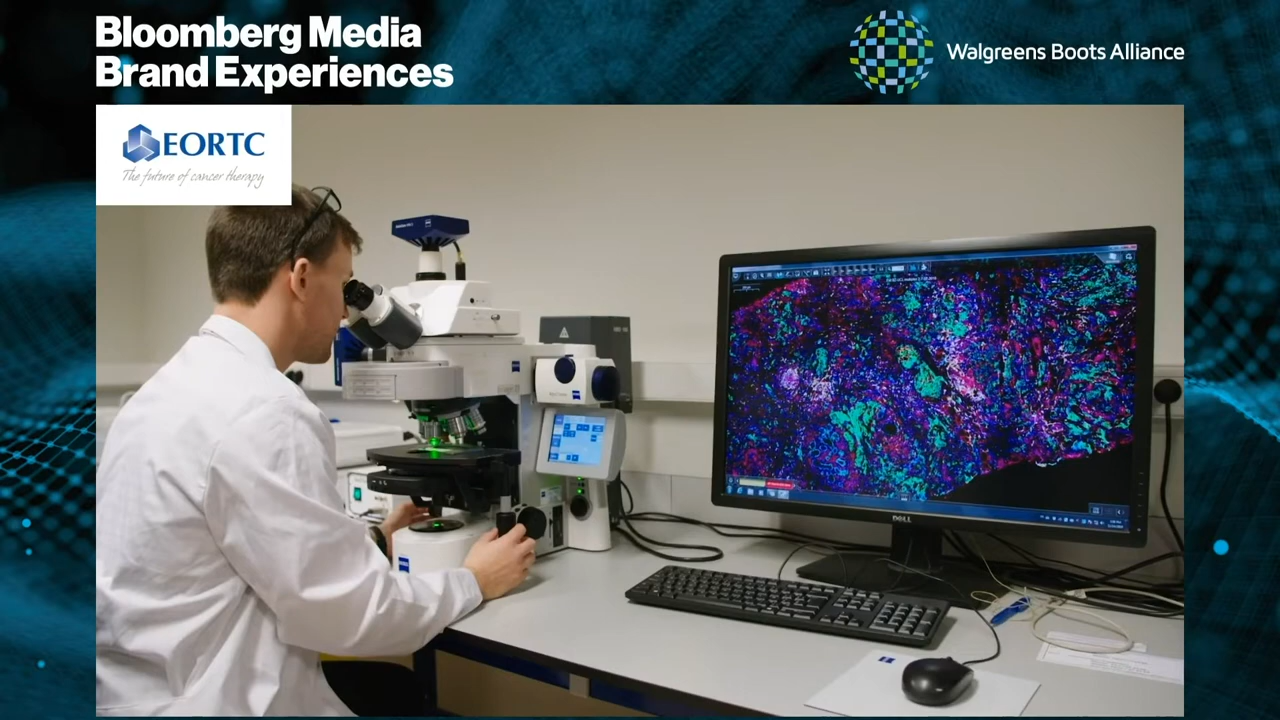 Bloomberg Media
Brand Experiences
Walgreens Boots Alliance
EORTC
The future of cancer therapy
DELL